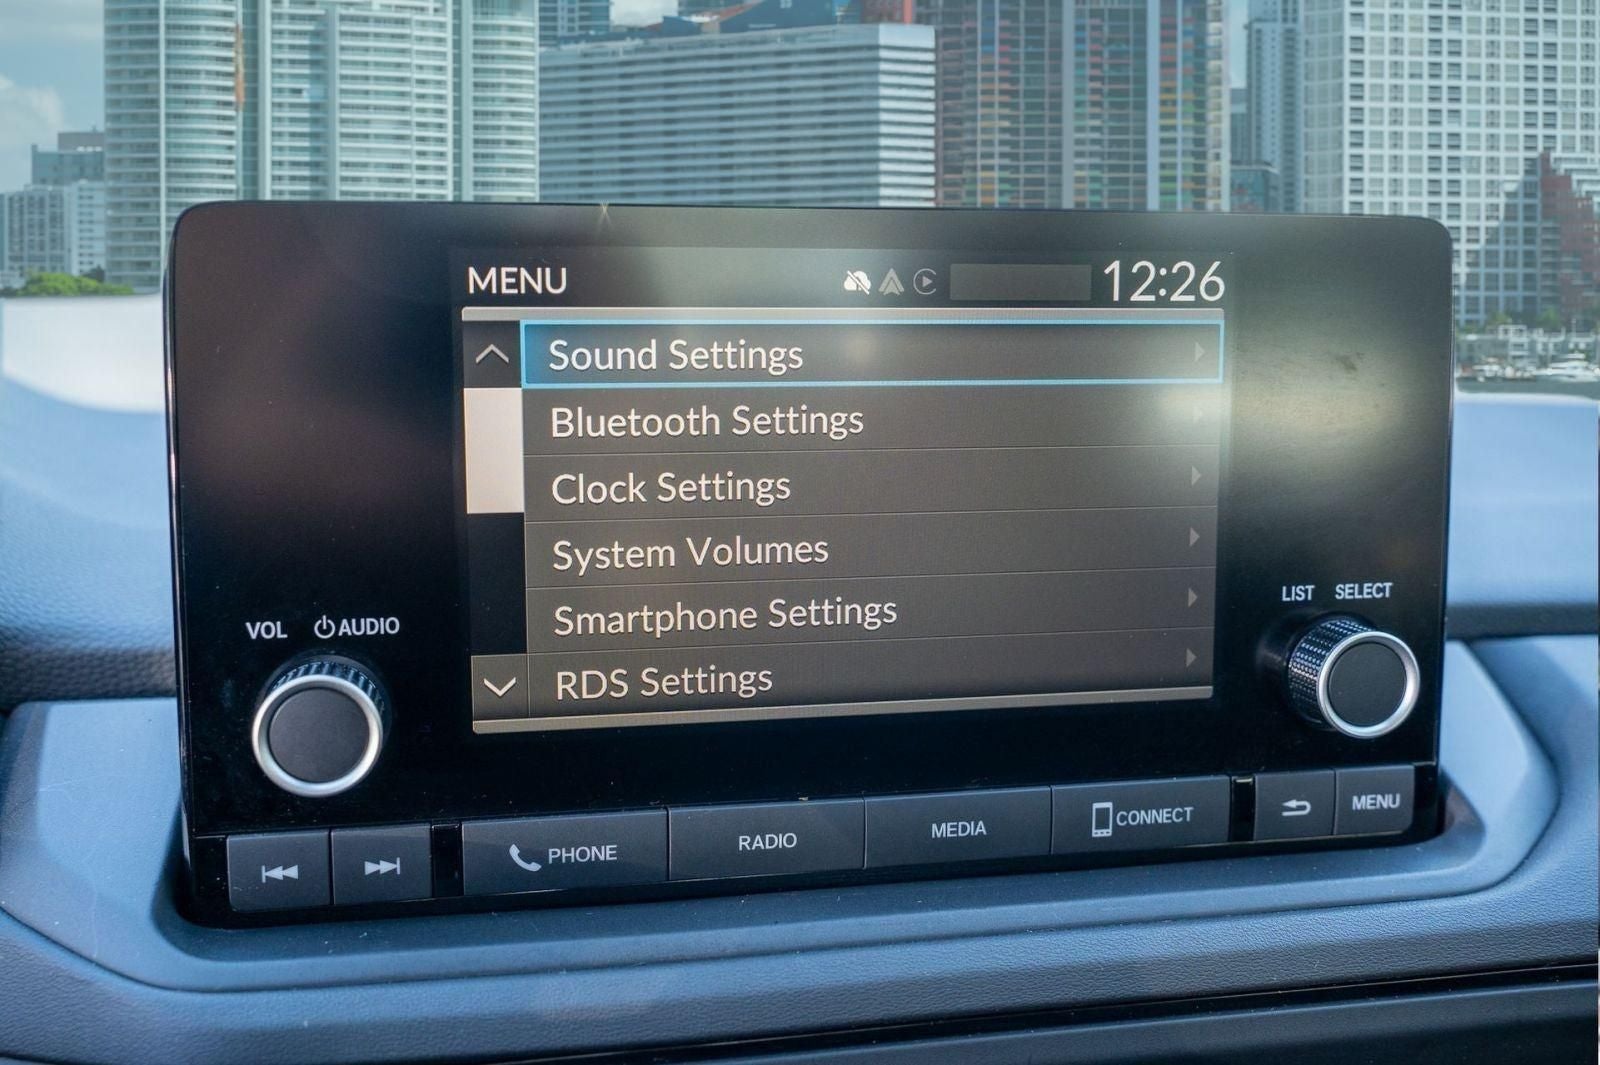 MENU 12:26
Sound Settings
Bluetooth Settings
Clock Settings
System Volumes
Smartphone Settings
RDS Settings
VOL AUDIO
LIST SELECT
PHONE
RADIO
MEDIA
CONNECT
MENU